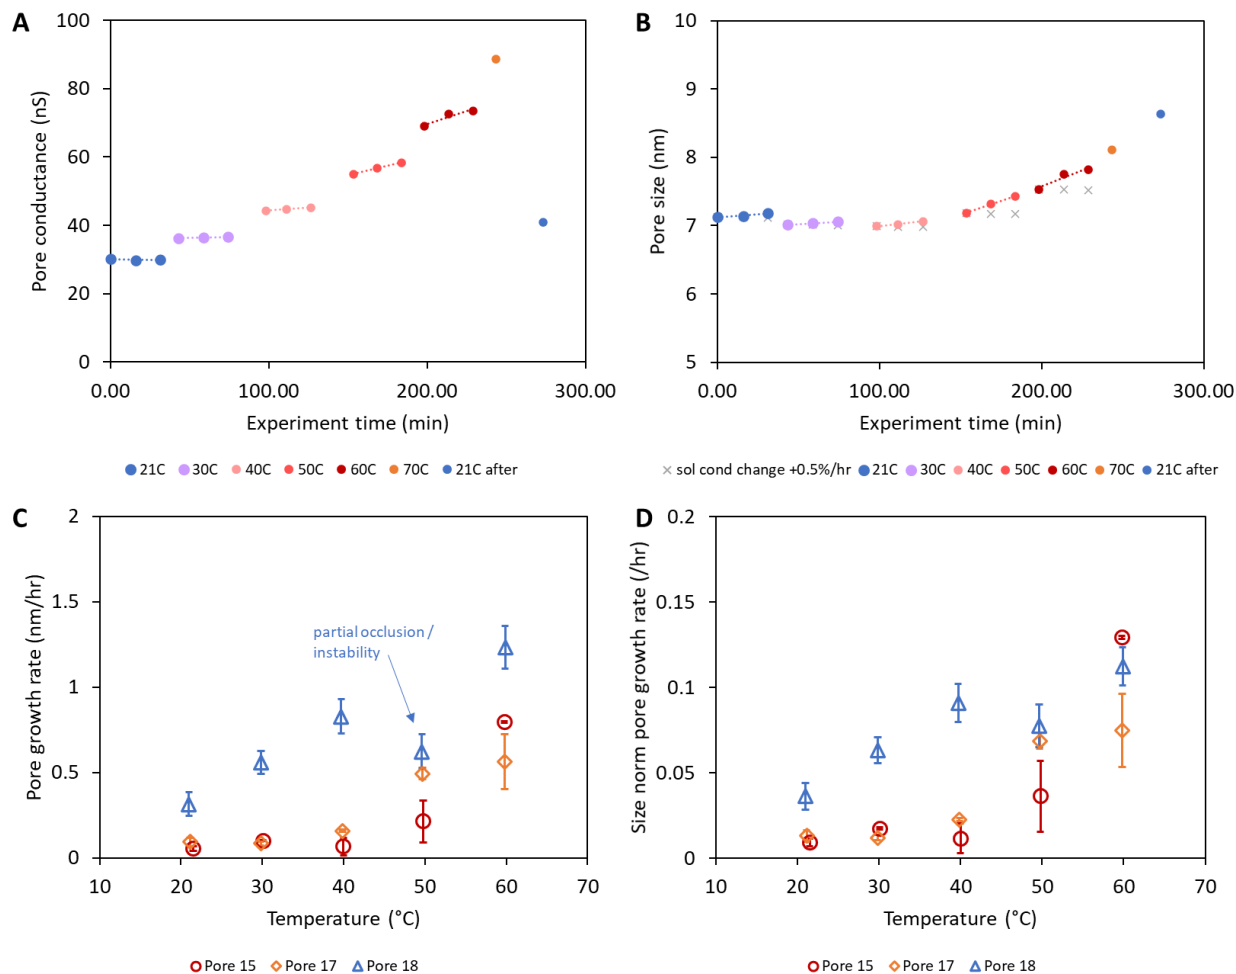 A
Pore conductance (nS)
100
80
60
40
20
0
0.00
100.00
200.00
300.00
Experiment time (min)
21C 30C 40C 50C 60C 70C 21C after
B
Pore size (nm)
10
9
8
7
6
5
0.00
100.00
200.00
300.00
Experiment time (min)
sol cond change +0.5%/hr 21C 30C 40C 50C 60C 70C 21C after
C
Pore growth rate (nm/hr)
2
1.5
1
0.5
0
partial occlusion /
instability
10
20
30
40
50
60
70
Temperature (°C)
Pore 15 Pore 17 Pore 18
D
Size norm pore growth rate (/hr)
0.2
0.15
0.1
0.05
0
10
20
30
40
50
60
70
Temperature (°C)
Pore 15 Pore 17 Pore 18